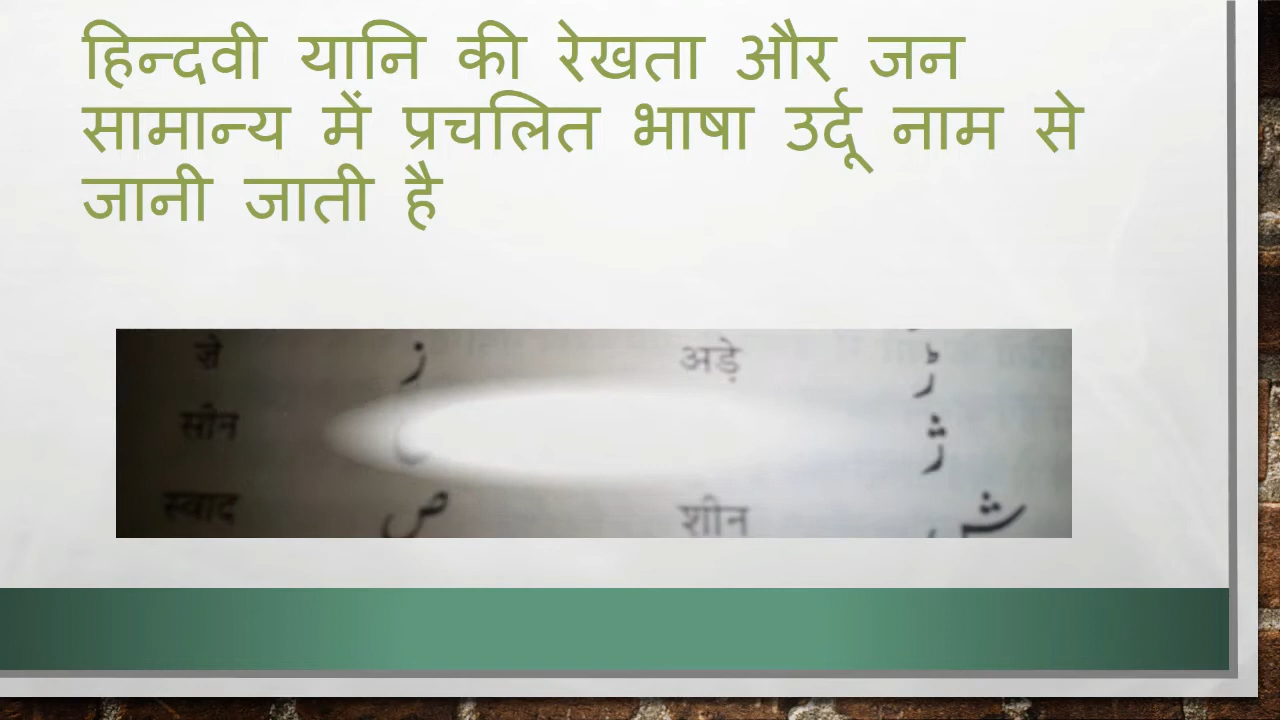 हिन्दवी यानि की रेखता और जन
सामान्य में प्रचलित भाषा उर्दू नाम से
जानी जाती है
ज़े ز अड़े ڑ
सीन ژ
स्वाद ص शीन ش